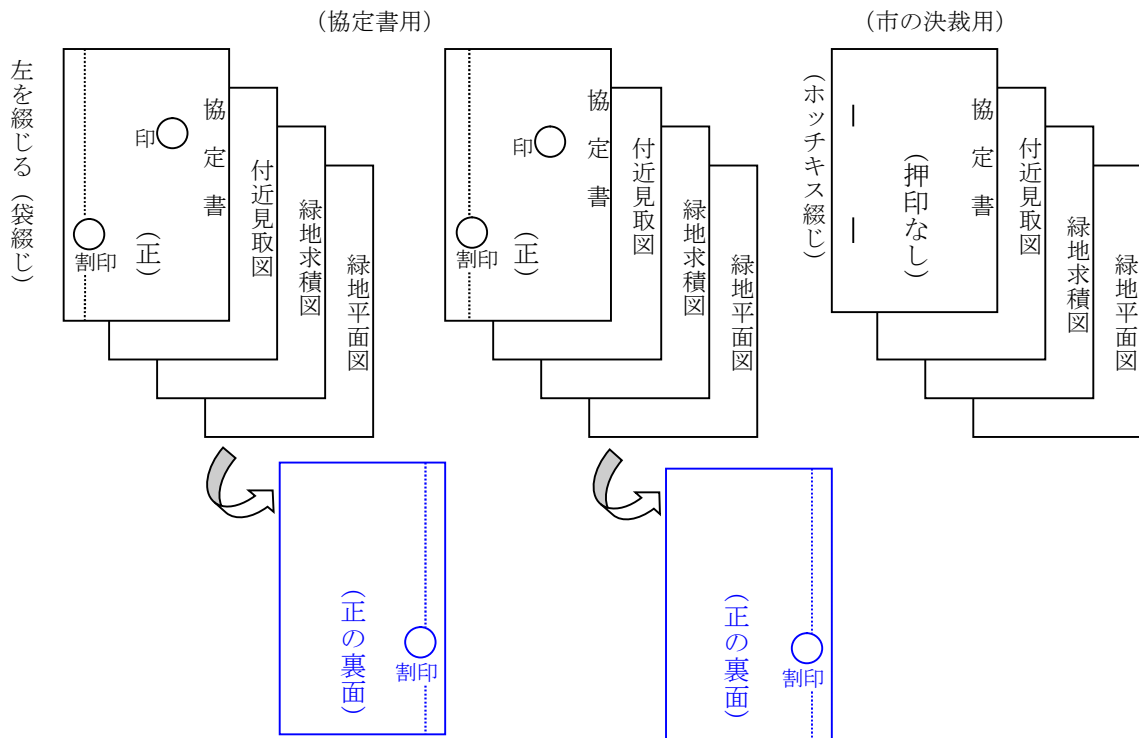 （協定書用）
（市の決裁用）
左を綴じる（袋綴じ）
協定書
印
割印
（正）
付近見取図
緑地求積図
緑地平面図
協定書
印
割印
（正）
付近見取図
緑地求積図
緑地平面図
（ホッチキス綴じ）
協定書
（押印なし）
付近見取図
緑地求積図
緑地平面図
（正の裏面）
割印
（正の裏面）
割印